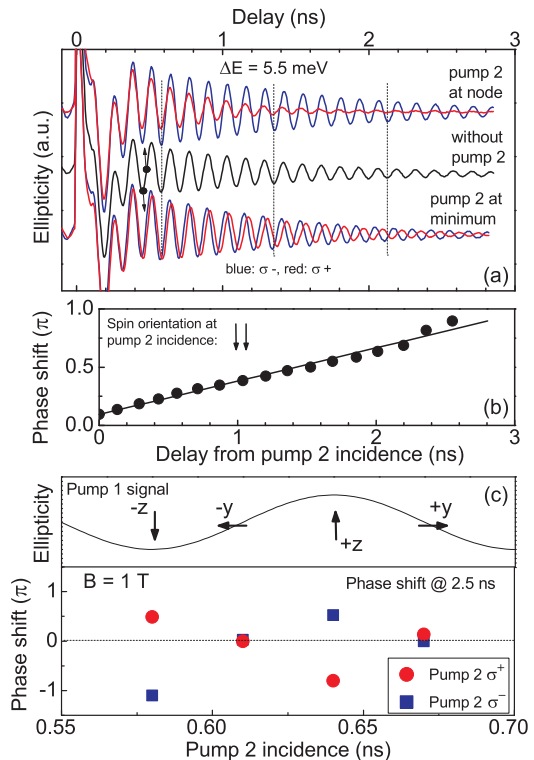 Delay (ns)
0 1 2 3
ΔE = 5.5 meV
pump 2
at node
without
pump 2
pump 2 at
minimum
blue: σ-, red: σ+
(a)
Ellipticity (a.u.)
1.0
0.5
0.0
Phase shift (π)
Spin orientation at
pump 2 incidence:
(b)
0 1 2 3
Delay from pump 2 incidence (ns)
Ellipticity
Pump 1 signal
(c)
-z
-y
+z
+y
B = 1 T
Phase shift @ 2.5 ns
Phase shift (π)
1
0
-1
Pump 2 σ+
Pump 2 σ−
0.55 0.60 0.65 0.70
Pump 2 incidence (ns)